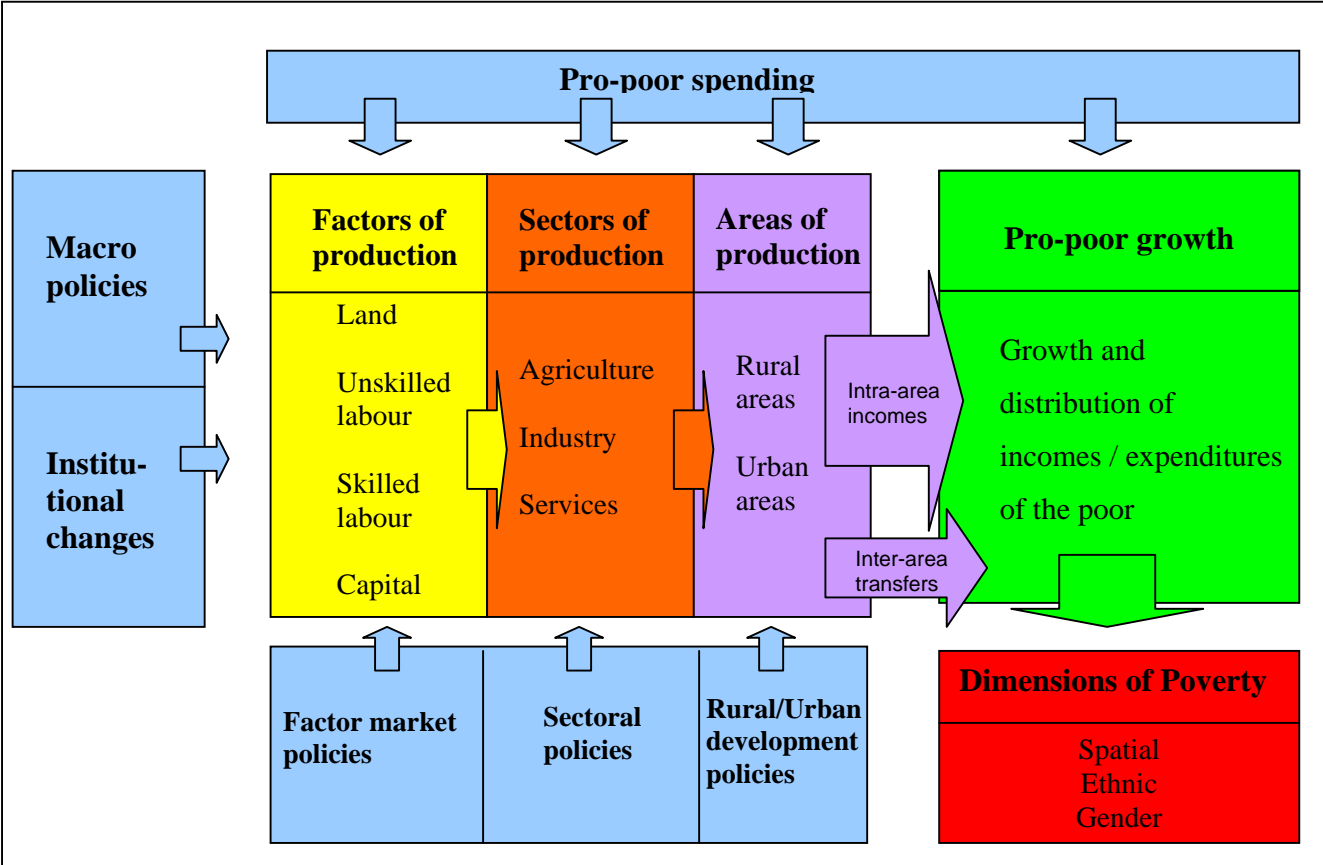 Pro-poor spending
Macro
policies
Institu-
tional
changes
Factors of
production
Land
Unskilled
labour
Skilled
labour
Capital
Sectors of
production
Agriculture
Industry
Services
Areas of
production
Rural
areas
Urban
areas
Intra-area
incomes
Inter-area
transfers
Pro-poor growth
Growth and
distribution of
incomes / expenditures
of the poor
Factor market
policies
Sectoral
policies
Rural/Urban
development
policies
Dimensions of Poverty
Spatial
Ethnic
Gender